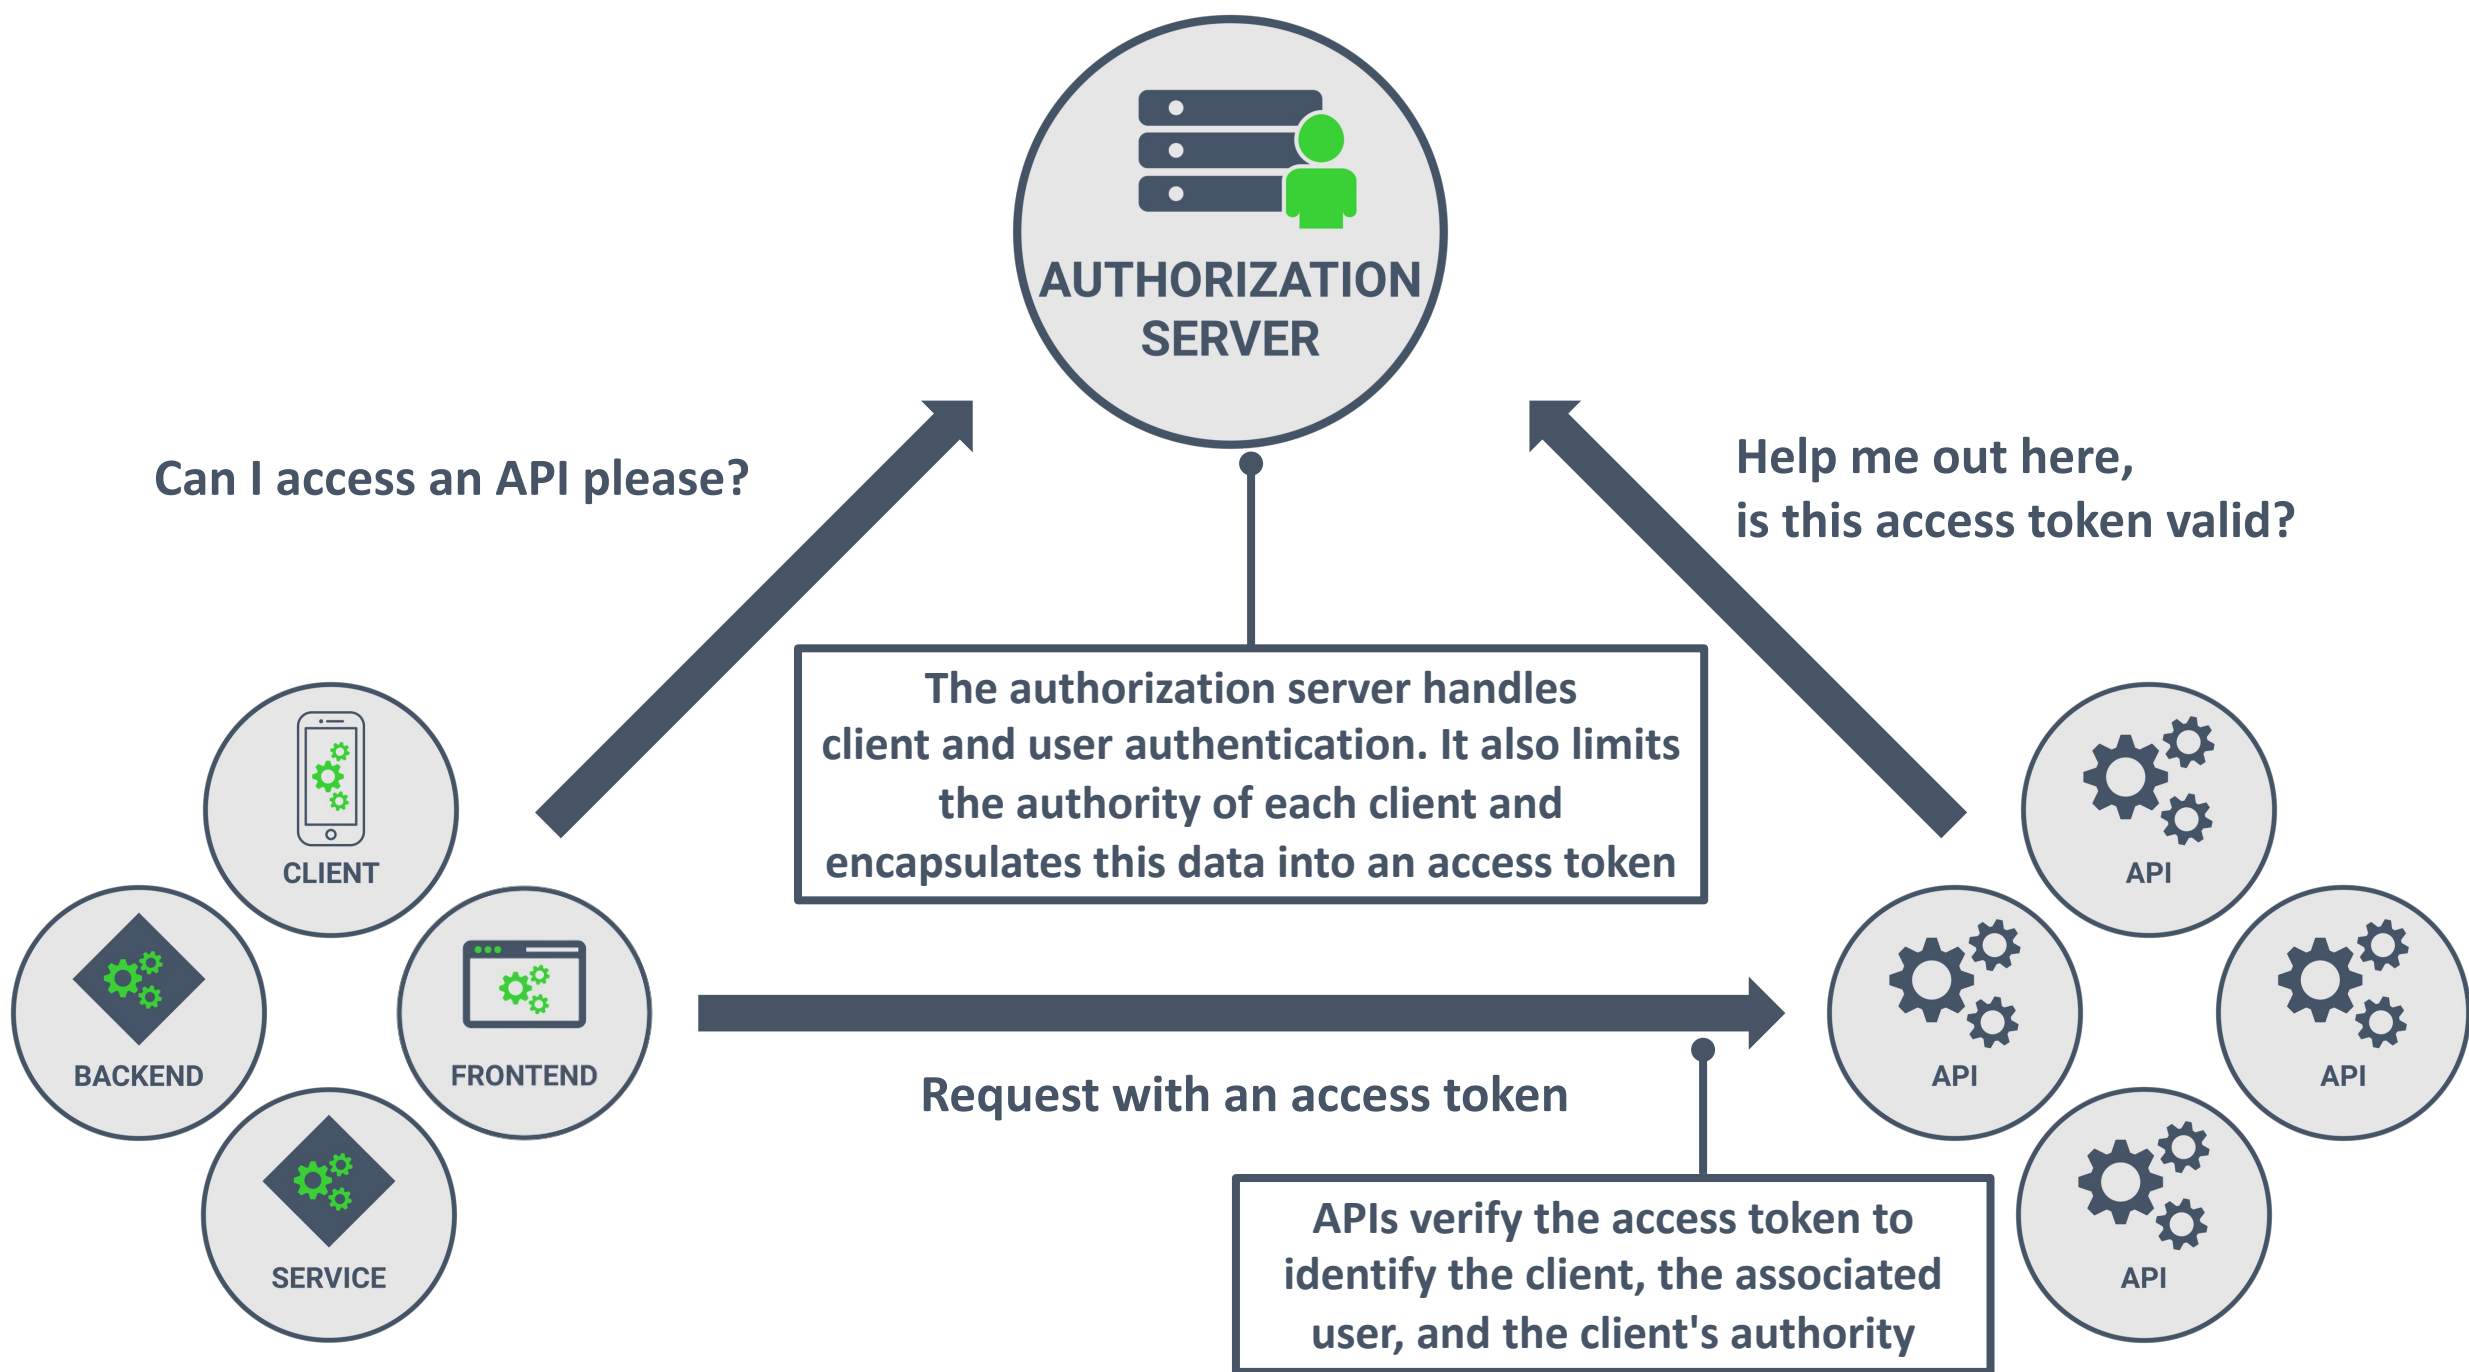 AUTHORIZATION
SERVER
Can I access an API please?
Help me out here,
is this access token valid?
The authorization server handles
client and user authentication. It also limits
the authority of each client and
encapsulates this data into an access token
CLIENT
BACKEND
FRONTEND
SERVICE
API
API
API
API
Request with an access token
APIs verify the access token to
identify the client, the associated
user, and the client's authority